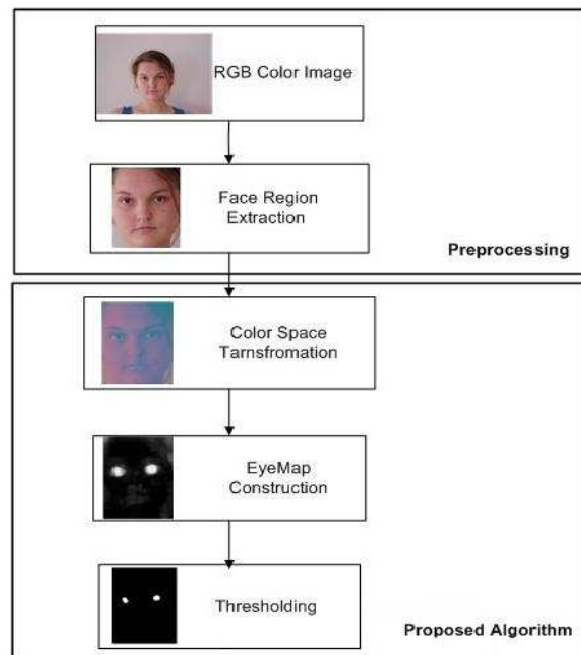 RGB Color Image
Face Region
Extraction
Preprocessing
Color Space
Tarnsfromation
EyeMap
Construction
Thresholding
Proposed Algorithm